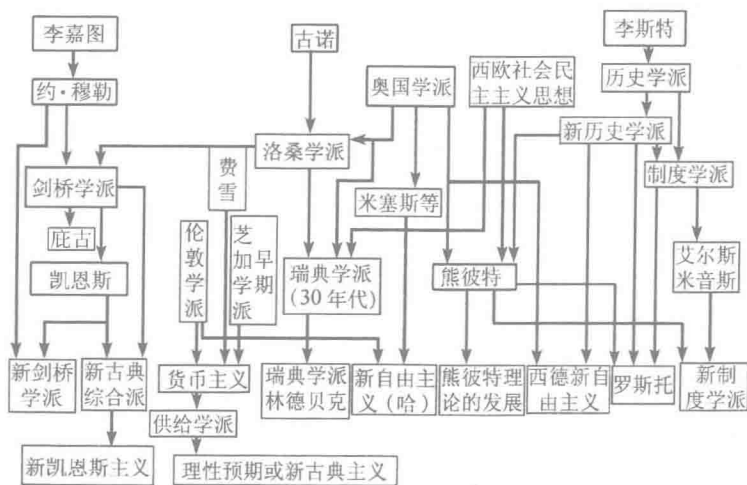 李嘉图
古诺
李斯特
约·穆勒
奥国学派
西欧社会民
主主义思想
历史学派
洛桑学派
新历史学派
剑桥学派
费雪
米塞斯等
制度学派
庇古
伦敦学派
芝加
早期
学派
凯恩斯
瑞典学派
(30年代)
熊彼特
艾尔斯
米音斯
新剑桥
学派
新古典
综合派
货币主义
瑞典学派
林德贝克
新自由主
义(哈)
熊彼特理
论的发展
西德新自
由主义
罗斯托
新制
度学派
供给学派
新凯恩斯主义
理性预期或新古典主义